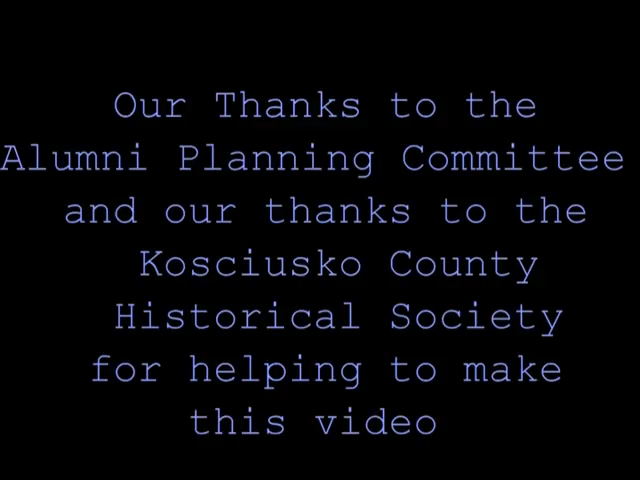 Our Thanks to the
Alumni Planning Committee
and our thanks to the
Kosciusko County
Historical Society
for helping to make
this video